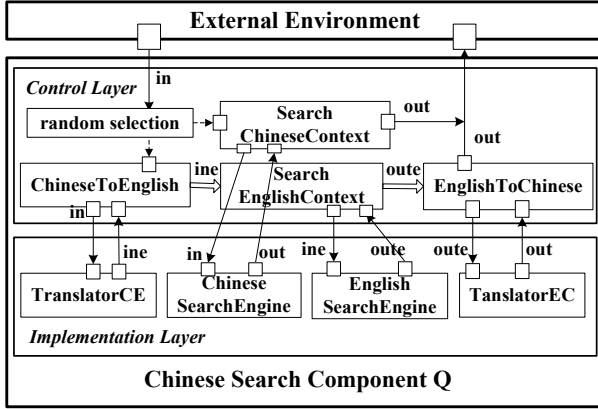 External Environment
in
Control Layer
random selection
Search
ChineseContext
out
out
ChineseToEnglish
ine
Search
EnglishContext
oute
EnglishToChinese
in
ine
in
out
ine
oute
oute
out
TranslatorCE
Chinese
SearchEngine
English
SearchEngine
TanslatorEC
Implementation Layer
Chinese Search Component Q